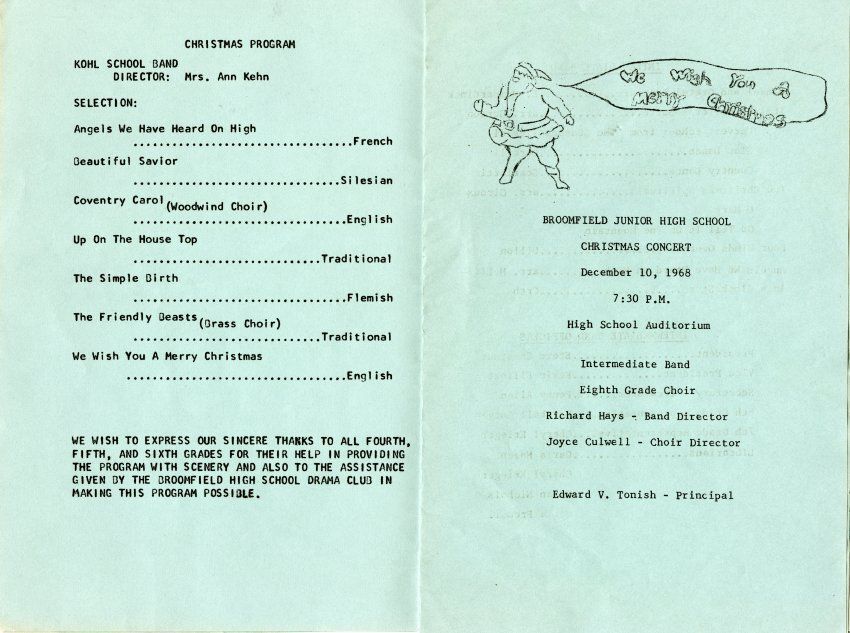 CHRISTMAS PROGRAM
KOHL SCHOOL BAND
DIRECTOR: Mrs. Ann Kehn
SELECTION:
Angels We Have Heard On High
.................................French
Beautiful Savior
...............................Silesian
Coventry Carol (Woodwind Choir)
................................English
Up On The House Top
............................Traditional
The Simple Birth
................................Flemish
The Friendly Beasts (Brass Choir)
............................Traditional
We Wish You A Merry Christmas
.................................English
WE WISH TO EXPRESS OUR SINCERE THANKS TO ALL FOURTH,
FIFTH, AND SIXTH GRADES FOR THEIR HELP IN PROVIDING
THE PROGRAM WITH SCENERY AND ALSO TO THE ASSISTANCE
GIVEN BY THE BROOMFIELD HIGH SCHOOL DRAMA CLUB IN
MAKING THIS PROGRAM POSSIBLE.
We Wish You A
Merry Christmas
BROOMFIELD JUNIOR HIGH SCHOOL
CHRISTMAS CONCERT
December 10, 1968
7:30 P.M.
High School Auditorium
Intermediate Band
Eighth Grade Choir
Richard Hays - Band Director
Joyce Culwell - Choir Director
Edward V. Tonish - Principal